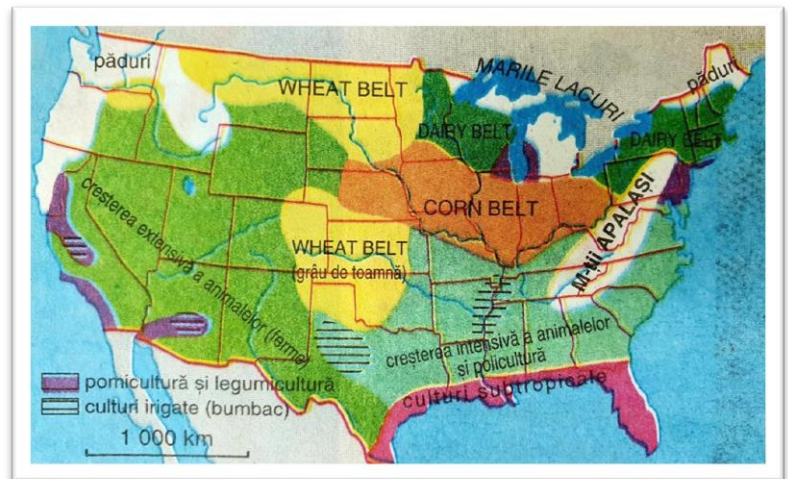 păduri
MARILE LACURI
păduri
WHEAT BELT
DAIRY BELT
DAIRY BELT
CORN BELT
M-ții APALAȘI
WHEAT BELT
(grâu de toamnă)
creșterea extensivă a animalelor (ferme)
creșterea intensivă a animalelor
și policultură
culturi subtropicale
pomicultură și legumicultură
culturi irigate (bumbac)
1 000 km